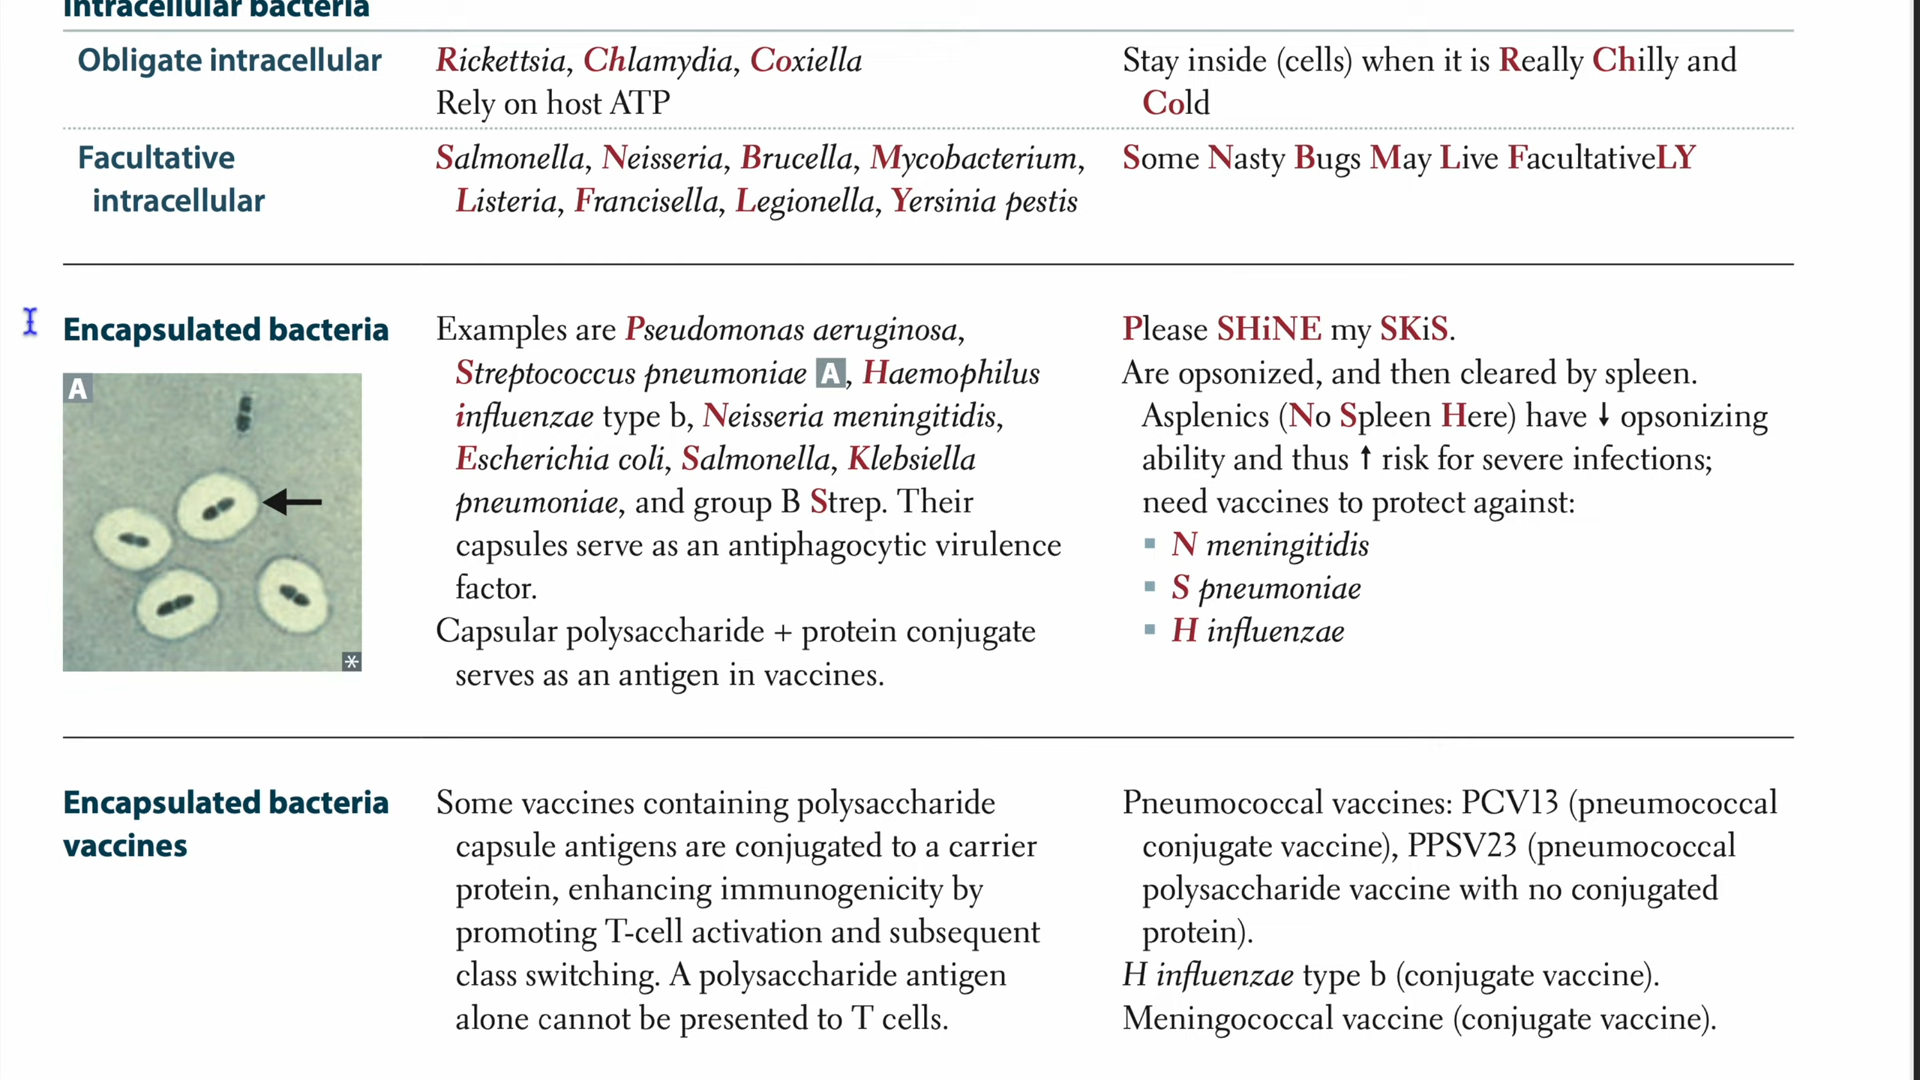 Intracellular bacteria
Obligate intracellular
Rickettsia, Chlamydia, Coxiella
Rely on host ATP
Stay inside (cells) when it is Really Chilly and
Cold
Facultative
intracellular
Salmonella, Neisseria, Brucella, Mycobacterium,
Listeria, Francisella, Legionella, Yersinia pestis
Some Nasty Bugs May Live FacultativeLY
Encapsulated bacteria
A
*
Examples are Pseudomonas aeruginosa,
Streptococcus pneumoniae A, Haemophilus
influenzae type b, Neisseria meningitidis,
Escherichia coli, Salmonella, Klebsiella
pneumoniae, and group B Strep. Their
capsules serve as an antiphagocytic virulence
factor.
Capsular polysaccharide + protein conjugate
serves as an antigen in vaccines.
Please SHiNE my SKiS.
Are opsonized, and then cleared by spleen.
Asplenics (No Spleen Here) have ↓ opsonizing
ability and thus ↑ risk for severe infections;
need vaccines to protect against:
▪ N meningitidis
▪ S pneumoniae
▪ H influenzae
Encapsulated bacteria
vaccines
Some vaccines containing polysaccharide
capsule antigens are conjugated to a carrier
protein, enhancing immunogenicity by
promoting T-cell activation and subsequent
class switching. A polysaccharide antigen
alone cannot be presented to T cells.
Pneumococcal vaccines: PCV13 (pneumococcal
conjugate vaccine), PPSV23 (pneumococcal
polysaccharide vaccine with no conjugated
protein).
H influenzae type b (conjugate vaccine).
Meningococcal vaccine (conjugate vaccine).